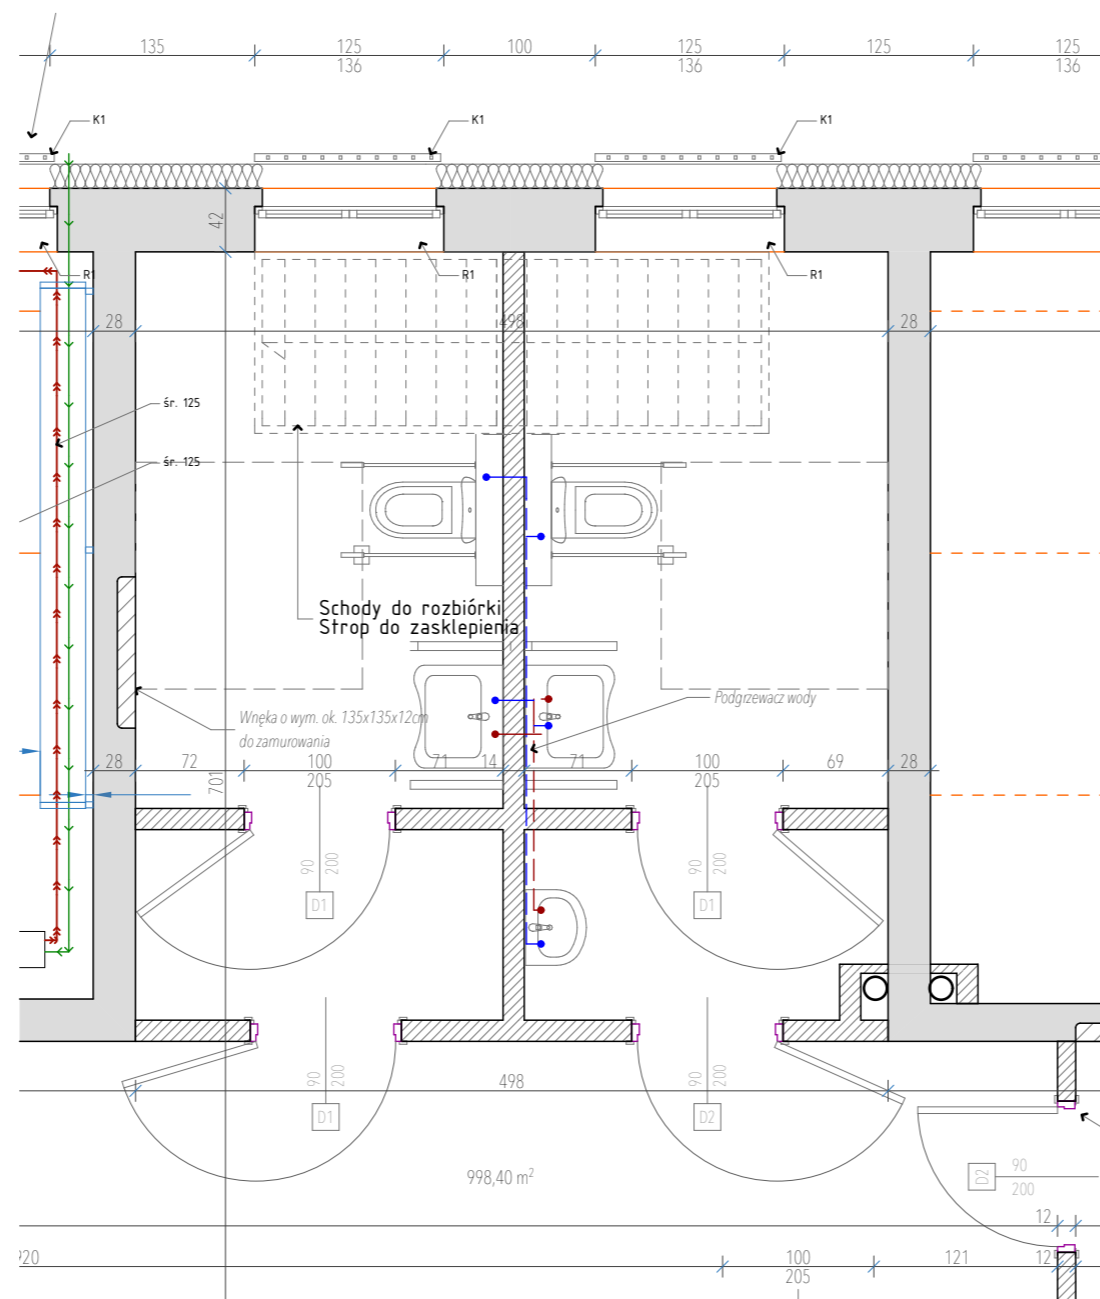 135
125
136
100
125
136
125
125
136
K1
K1
K1
42
R1
R1
R1
28
498
28
śr. 125
śr. 125
Schody do rozbiórki
Strop do zasklepienia
Wnęka o wym. ok. 135x135x12cm
do zamurowania
Podgrzewacz wody
28
72
701
100
205
71
14
71
100
205
69
28
90
200
D1
90
200
D1
90
200
D1
498
90
200
D2
998,40 m²
D2
90
200
12
920
100
205
121
12